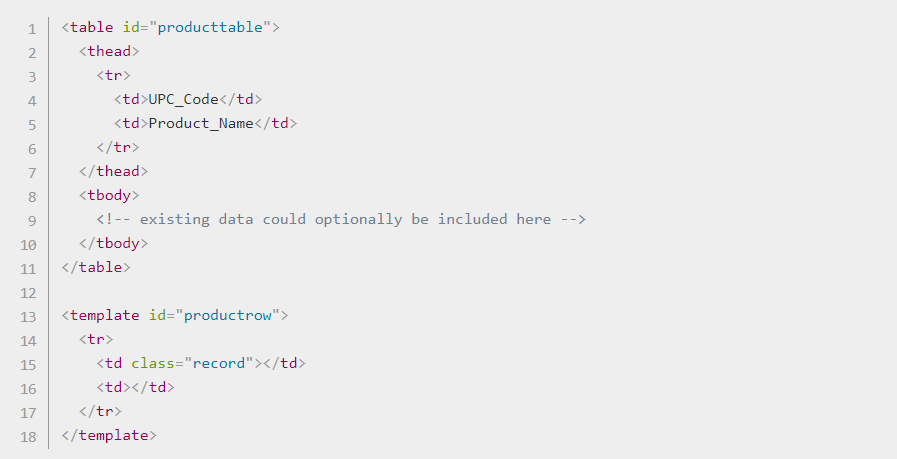 1 <table id="producttable">
2   <thead>
3     <tr>
4       <td>UPC_Code</td>
5       <td>Product_Name</td>
6     </tr>
7   </thead>
8   <tbody>
9     <!-- existing data could optionally be included here -->
10   </tbody>
11 </table>
12
13 <template id="productrow">
14   <tr>
15     <td class="record"></td>
16     <td></td>
17   </tr>
18 </template>